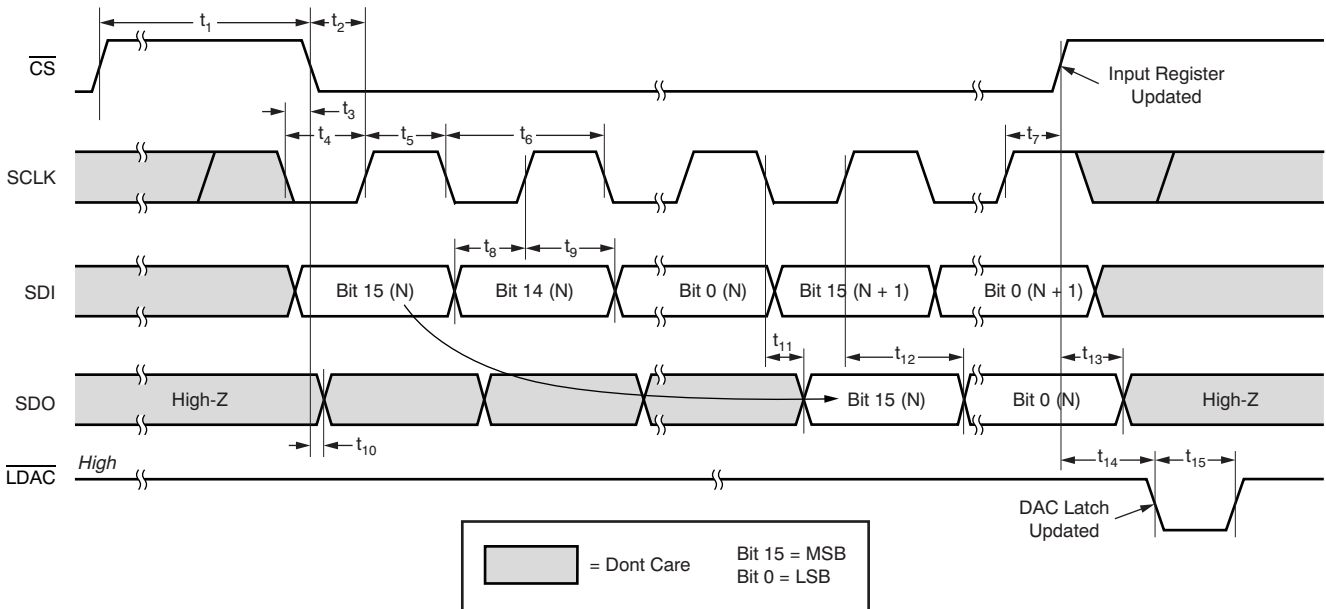 t1
t2
CS
Input Register
Updated
t3
t4
t5
t6
t7
SCLK
t8
t9
SDI
Bit 15 (N)
Bit 14 (N)
Bit 0 (N)
Bit 15 (N + 1)
Bit 0 (N + 1)
t11
t12
t13
SDO
High-Z
Bit 15 (N)
Bit 0 (N)
High-Z
t10
High
LDAC
t14
t15
DAC Latch
Updated
= Dont Care
Bit 15 = MSB
Bit 0 = LSB